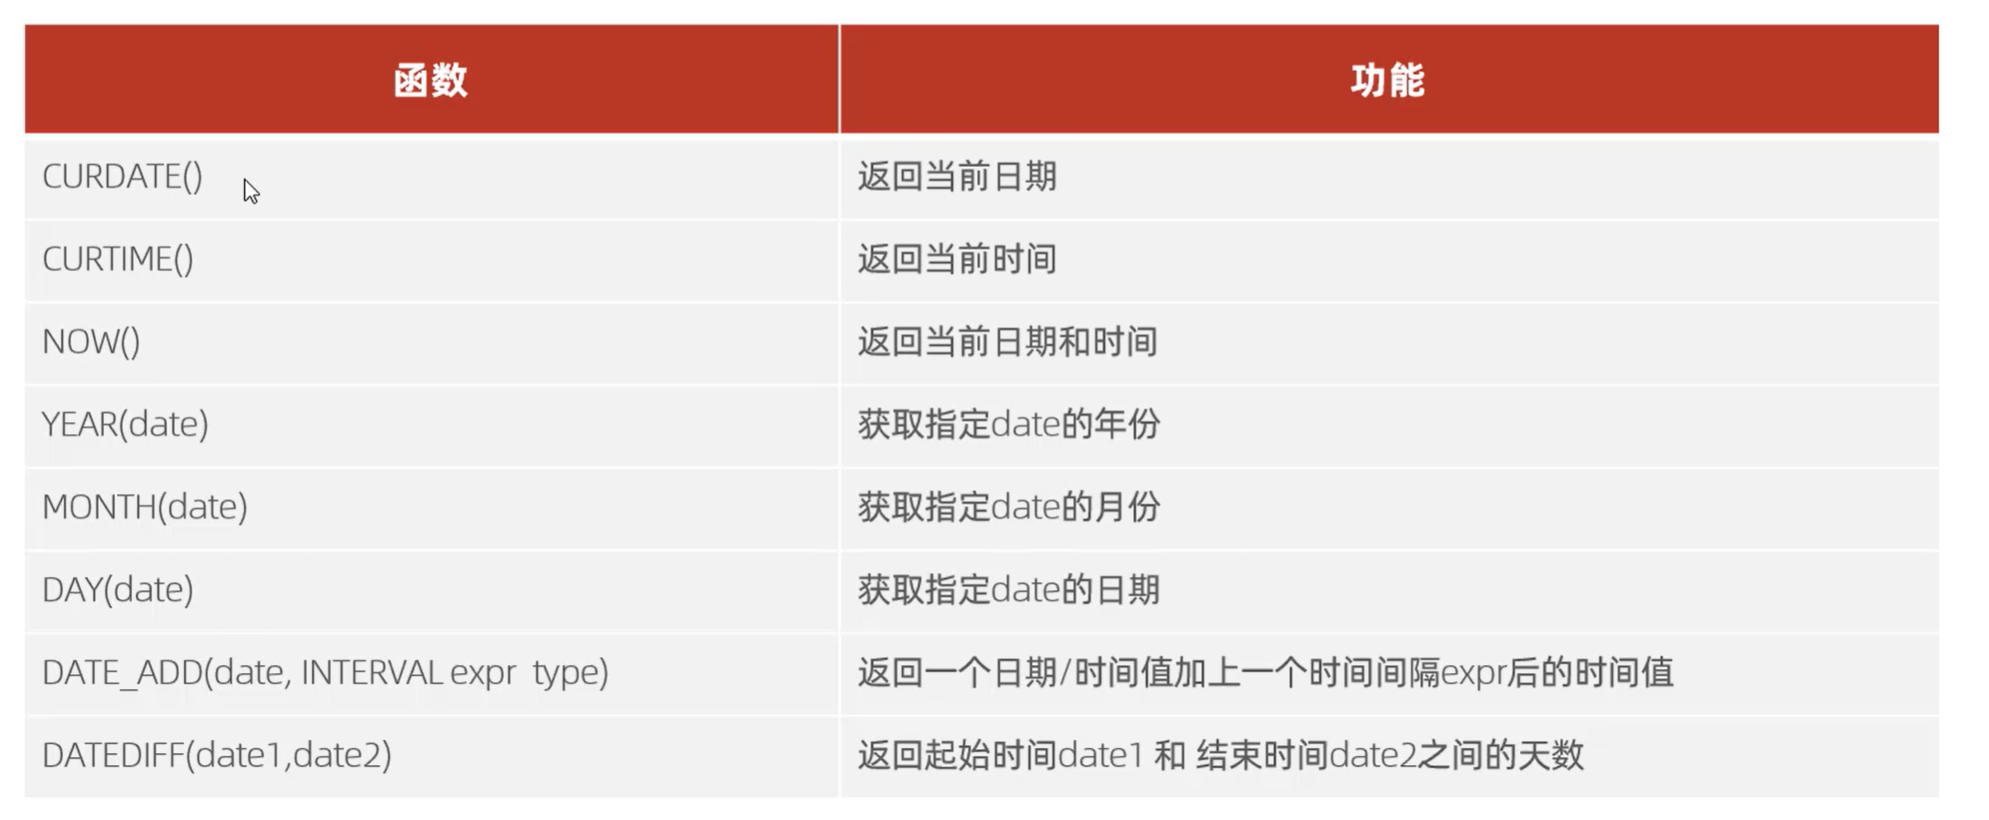 函数 功能
CURDATE() 返回当前日期
CURTIME() 返回当前时间
NOW() 返回当前日期和时间
YEAR(date) 获取指定date的年份
MONTH(date) 获取指定date的月份
DAY(date) 获取指定date的日期
DATE_ADD(date, INTERVAL expr type) 返回一个日期/时间值加上一个时间间隔expr后的时间值
DATEDIFF(date1,date2) 返回起始时间date1 和 结束时间date2之间的天数